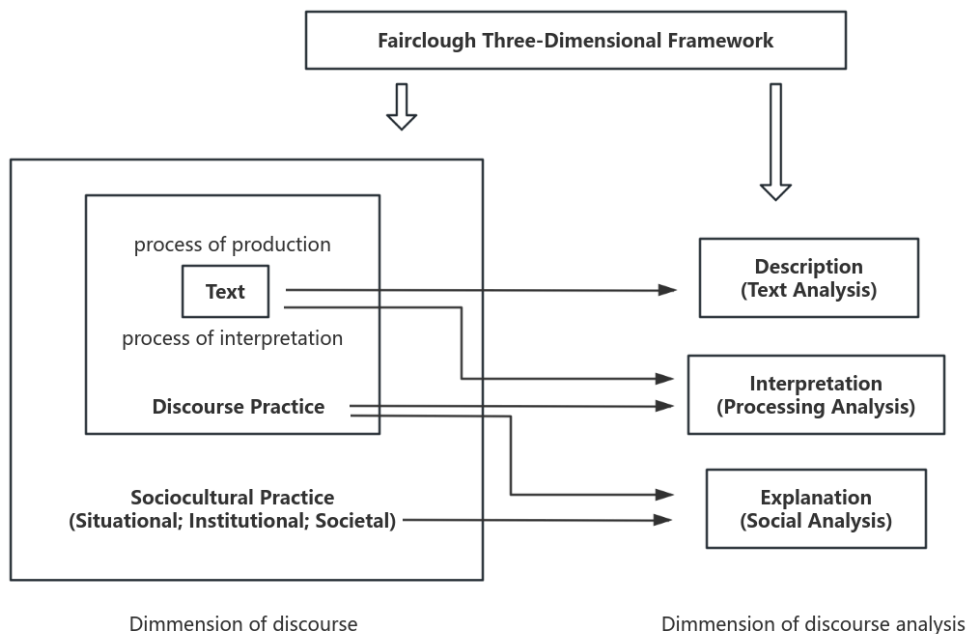 Fairclough Three-Dimensional Framework
process of production
Text
process of interpretation
Discourse Practice
Sociocultural Practice
(Situational; Institutional; Societal)
Description
(Text Analysis)
Interpretation
(Processing Analysis)
Explanation
(Social Analysis)
Dimmension of discourse
Dimmension of discourse analysis